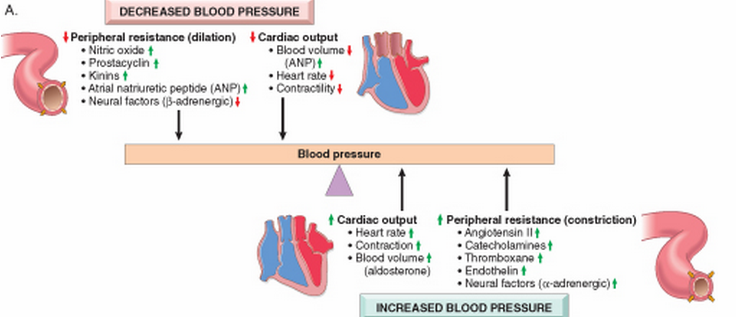 A.
DECREASED BLOOD PRESSURE
↓Peripheral resistance (dilation)
• Nitric oxide ↑
• Prostacyclin ↑
• Kinins ↑
• Atrial natriuretic peptide (ANP)↑
• Neural factors (β-adrenergic)↓
↓Cardiac output
• Blood volume↓
(ANP)↑
• Heart rate↓
• Contractility↓
Blood pressure
↑Cardiac output
• Heart rate↑
• Contraction↑
• Blood volume↑
(aldosterone)
↑Peripheral resistance (constriction)
• Angiotensin II↑
• Catecholamines↑
• Thromboxane↑
• Endothelin↑
• Neural factors (α-adrenergic)↑
INCREASED BLOOD PRESSURE